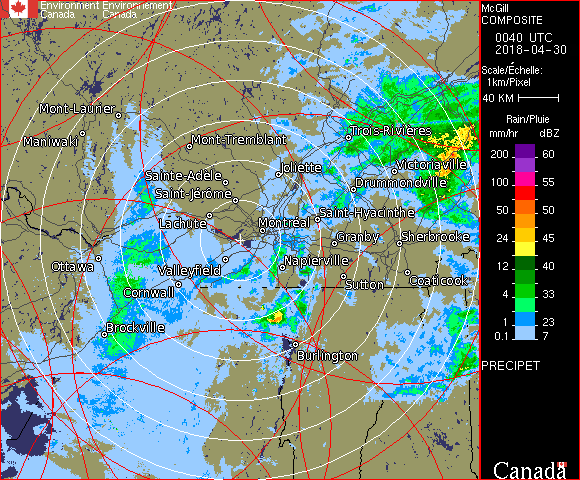 Environment Environnement
Canada Canada
McGill
COMPOSITE
0040 UTC
2018-04-30
Scale/Échelle:
1km/Pixel
40 KM
Rain/Pluie
mm/hr dBZ
200 60
100 55
50 50
24 45
12 40
4 33
1 23
0.1 7
PRECIPET
Canada
Mont-Laurier
Maniwaki
Mont-Tremblant
Trois-Rivières
Joliette
Victoriaville
Sainte-Adèle
Drummondville
Saint-Jérôme
Lachute
Saint-Hyacinthe
Montréal
Granby
Sherbrooke
Ottawa
Valleyfield
Napierville
Cornwall
Sutton
Coaticook
Brockville
Burlington